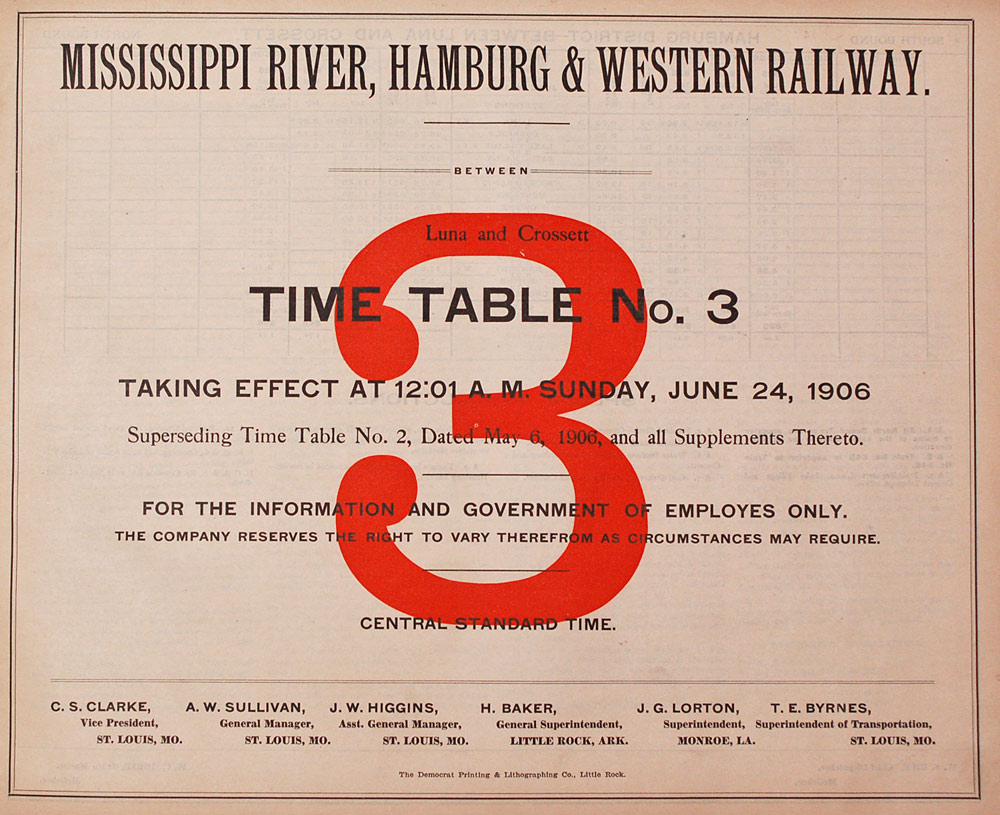 MISSISSIPPI RIVER, HAMBURG & WESTERN RAILWAY.
BETWEEN
Luna and Crossett
3
TIME TABLE No. 3
TAKING EFFECT AT 12:01 A. M. SUNDAY, JUNE 24, 1906
Superseding Time Table No. 2, Dated May 6, 1906, and all Supplements Thereto.
FOR THE INFORMATION AND GOVERNMENT OF EMPLOYES ONLY.
THE COMPANY RESERVES THE RIGHT TO VARY THEREFROM AS CIRCUMSTANCES MAY REQUIRE.
CENTRAL STANDARD TIME.
C. S. CLARKE,
Vice President,
ST. LOUIS, MO.
A. W. SULLIVAN,
General Manager,
ST. LOUIS, MO.
J. W. HIGGINS,
Asst. General Manager,
ST. LOUIS, MO.
H. BAKER,
General Superintendent,
LITTLE ROCK, ARK.
J. G. LORTON,
Superintendent,
MONROE, LA.
T. E. BYRNES,
Superintendent of Transportation,
ST. LOUIS, MO.
The Democrat Printing & Lithographing Co., Little Rock.